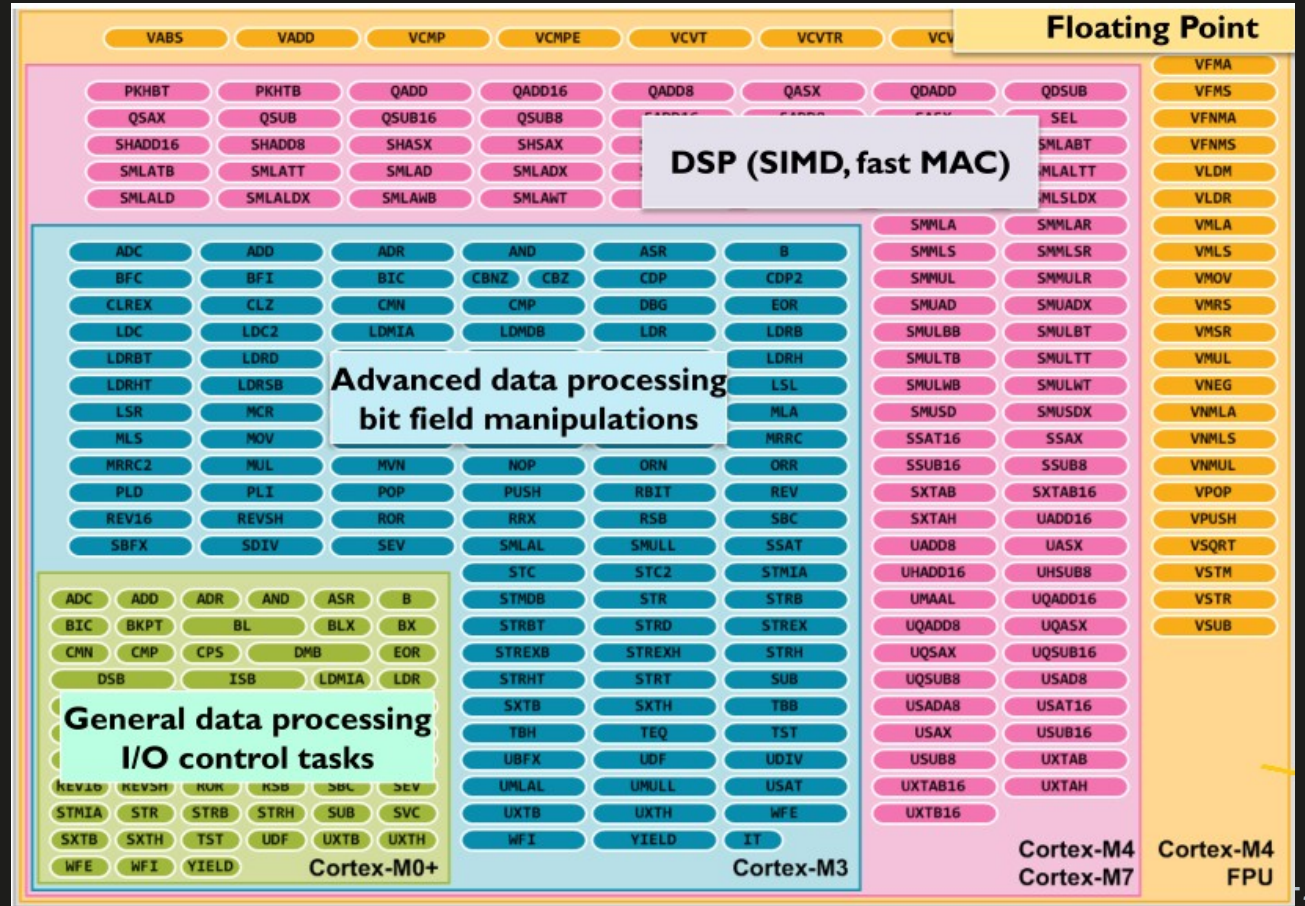 VABS VADD VCMP VCMPE VCVT VCVTR Floating Point
VFMA
PKHBT PKHTB QADD QADD16 QADD8 QASX QDADD QDSUB VFMS
QSAX QSUB QSUB16 QSUB8 SEL VFNMA
SHADD16 SHADD8 SHASX SHSAX DSP (SIMD, fast MAC) VFNMS
SMLATB SMLATT SMLAD SMLADX VLDM
SMLALD SMLALDX SMLAWB SMLAWT VLDR
SMMLA SMMLAR VMLA
ADC ADD ADR AND ASR B SMMLS SMMLSR VMLS
BFC BFI BIC CBNZ CBZ CDP CDP2 SMMUL SMMULR VMOV
CLREX CLZ CMN CMP DBG EOR SMUAD SMUADX VMRS
LDC LDC2 LDMIA LDMDB LDR LDRB SMULBB SMULBT VMSR
LDRBT LDRD LDRH SMULTB SMULTT VMUL
LDRHT LDRSB Advanced data processing LSL SMULWB SMULWT VNEG
LSR MCR bit field manipulations MLA SMUSD SMUSDX VNMLA
MLS MOV MRRC SSAT16 SSAX VNMLS
MRRC2 MUL MVN NOP ORN ORR SSUB16 SSUB8 VNMUL
PLD PLI POP PUSH RBIT REV SXTAB SXTAB16 VPOP
REV16 REVSH ROR RRX RSB SBC SXTAH UADD16 VPUSH
SBFX SDIV SEV SMLAL SMULL SSAT UADD8 UASX VSQRT
STC STC2 STMIA UHADD16 UHSUB8 VSTM
ADC ADD ADR AND ASR B STMDB STR STRB UMAAL UQADD16 VSTR
BIC BKPT BL BLX BX STRBT STRD STREX UQADD8 UQASX VSUB
CMN CMP CPS DMB EOR STREXB STREXH STRH UQSAX UQSUB16
DSB ISB LDMIA LDR STRHT STRT SUB UQSUB8 USAD8
General data processing SXTB SXTH TBB USADA8 USAT16
I/O control tasks TBH TEQ TST USAX USUB16
UBFX UDF UDIV USUB8 UXTAB
REV16 REVSH ROR RSB SBC SEV UMLAL UMULL USAT UXTAB16 UXTAH
STMIA STR STRB STRH SUB SVC UXTB UXTH WFE UXTB16
SXTB SXTH TST UDF UXTB UXTH WFI YIELD IT Cortex-M4 Cortex-M4
WFE WFI YIELD Cortex-M0+ Cortex-M3 Cortex-M7 FPU